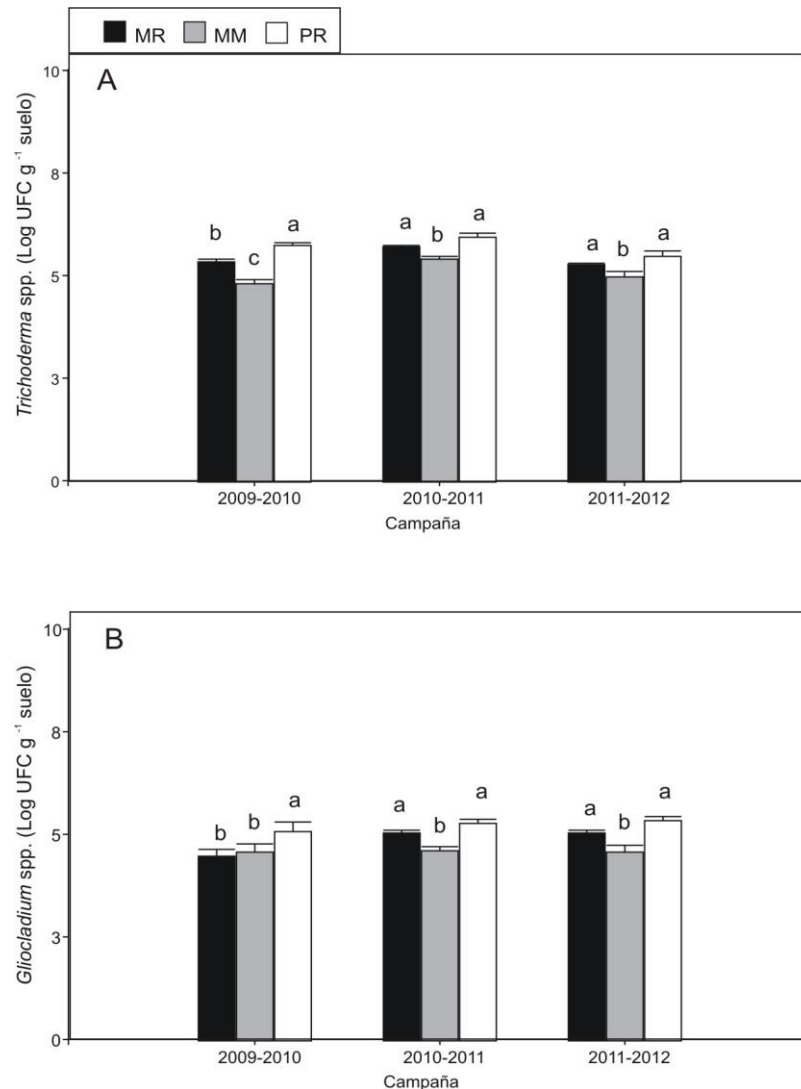 MR MM PR
A
Trichoderma spp. (Log UFC g -1 suelo)
10
8
5
3
0
b c a
a b a
a b a
2009-2010 2010-2011 2011-2012
Campaña
B
Gliocladium spp. (Log UFC g -1 suelo)
10
8
5
3
0
b b a
a b a
a b a
2009-2010 2010-2011 2011-2012
Campaña